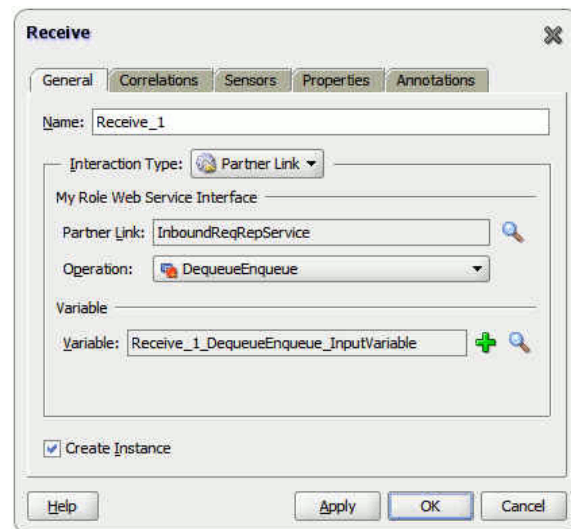 Receive
General Correlations Sensors Properties Annotations
Name: Receive_1
Interaction Type: Partner Link
My Role Web Service Interface
Partner Link: InboundReqRepService
Operation: DequeueEnqueue
Variable
Variable: Receive_1_DequeueEnqueue_InputVariable
Create Instance
Help Apply OK Cancel